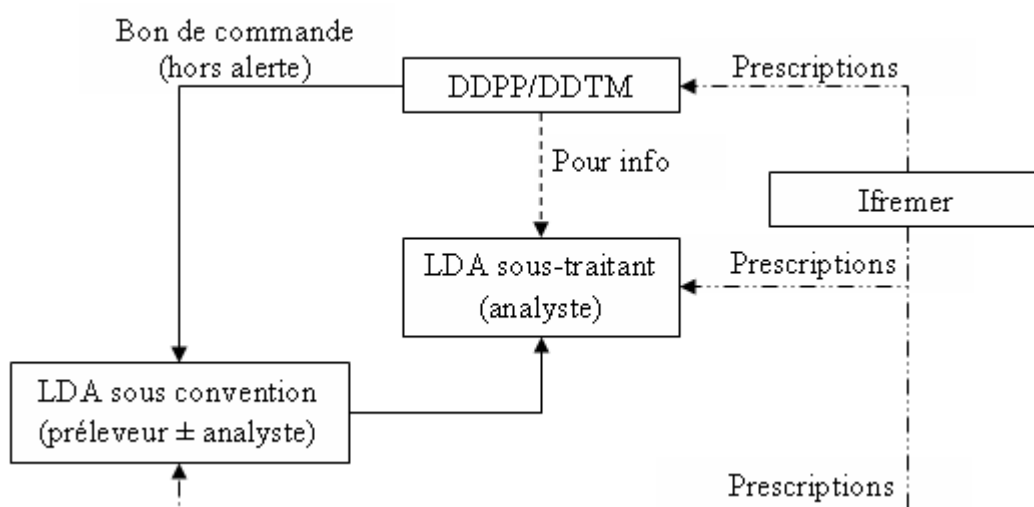 Bon de commande
(hors alerte)
DDPP/DDTM
Prescriptions
Pour info
Ifremer
LDA sous-traitant
(analyste)
Prescriptions
LDA sous convention
(préleveur ± analyste)
Prescriptions